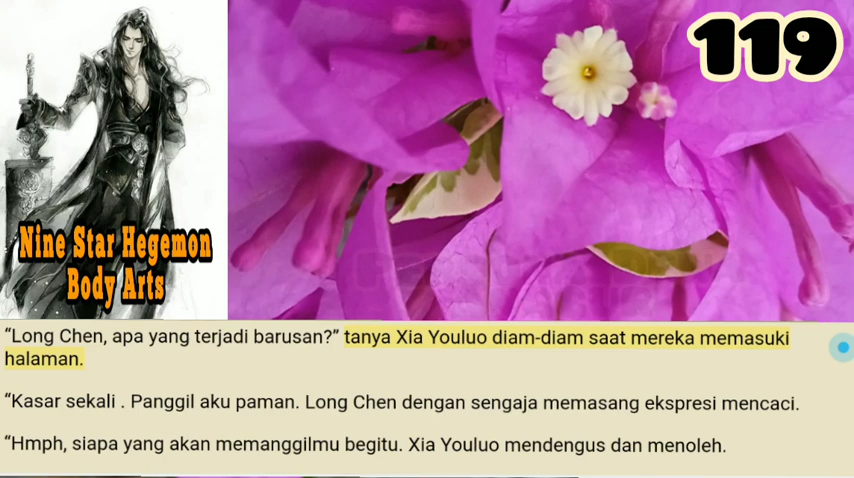 119
Nine Star Hegemon
Body Arts
“Long Chen, apa yang terjadi barusan?” tanya Xia Youluo diam-diam saat mereka memasuki
halaman.
“Kasar sekali . Panggil aku paman. Long Chen dengan sengaja memasang ekspresi mencaci.
“Hmph, siapa yang akan memanggilmu begitu. Xia Youluo mendengus dan menoleh.